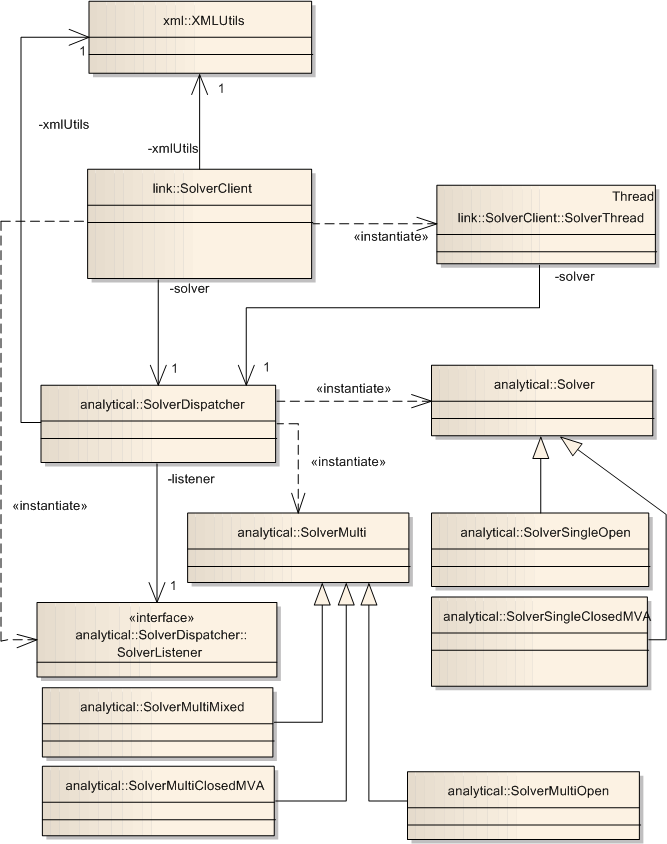 xml::XMLUtils
1
-xmlUtils
1
-xmlUtils
link::SolverClient
Thread
link::SolverClient::SolverThread
«instantiate»
-solver
-solver
1
1
analytical::SolverDispatcher
«instantiate»
analytical::Solver
-listener
«instantiate»
«instantiate»
analytical::SolverMulti
analytical::SolverSingleOpen
1
«interface»
analytical::SolverDispatcher::
SolverListener
analytical::SolverSingleClosedMVA
analytical::SolverMultiMixed
analytical::SolverMultiClosedMVA
analytical::SolverMultiOpen